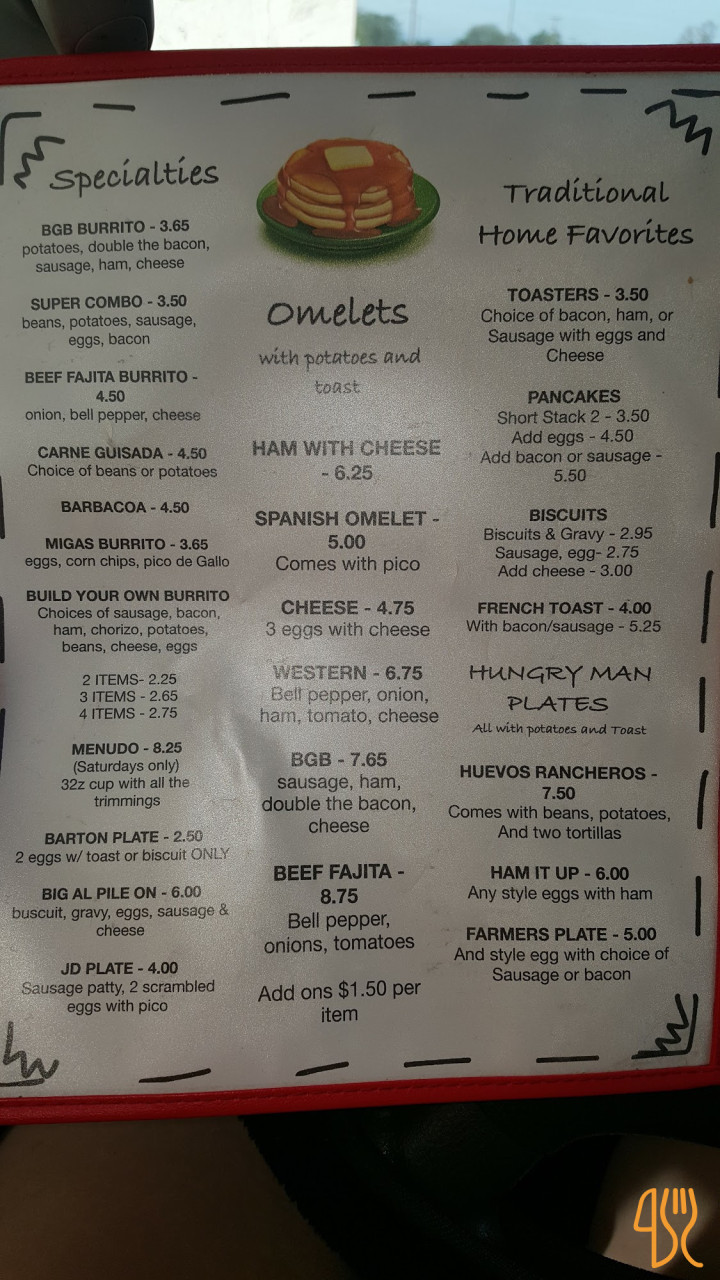 Specialties
BGB BURRITO - 3.65
potatoes, double the bacon,
sausage, ham, cheese
SUPER COMBO - 3.50
beans, potatoes, sausage,
eggs, bacon
BEEF FAJITA BURRITO -
4.50
onion, bell pepper, cheese
CARNE GUISADA - 4.50
Choice of beans or potatoes
BARBACOA - 4.50
MIGAS BURRITO - 3.65
eggs, corn chips, pico de Gallo
BUILD YOUR OWN BURRITO
Choices of sausage, bacon,
ham, chorizo, potatoes,
beans, cheese, eggs
2 ITEMS- 2.25
3 ITEMS - 2.65
4 ITEMS - 2.75
MENUDO - 8.25
(Saturdays only)
32z cup with all the
trimmings
BARTON PLATE - 2.50
2 eggs w/ toast or biscuit ONLY
BIG AL PILE ON - 6.00
buscuit, gravy, eggs, sausage &
cheese
JD PLATE - 4.00
Sausage patty, 2 scrambled
eggs with pico
Omelets
with potatoes and
toast
HAM WITH CHEESE
- 6.25
SPANISH OMELET -
5.00
Comes with pico
CHEESE - 4.75
3 eggs with cheese
WESTERN - 6.75
Bell pepper, onion,
ham, tomato, cheese
BGB - 7.65
sausage, ham,
double the bacon,
cheese
BEEF FAJITA -
8.75
Bell pepper,
onions, tomatoes
Add ons $1.50 per
item
Traditional
Home Favorites
TOASTERS - 3.50
Choice of bacon, ham, or
Sausage with eggs and
Cheese
PANCAKES
Short Stack 2 - 3.50
Add eggs - 4.50
Add bacon or sausage -
5.50
BISCUITS
Biscuits & Gravy - 2.95
Sausage, egg- 2.75
Add cheese - 3.00
FRENCH TOAST - 4.00
With bacon/sausage - 5.25
HUNGRY MAN
PLATES
All with potatoes and Toast
HUEVOS RANCHEROS -
7.50
Comes with beans, potatoes,
And two tortillas
HAM IT UP - 6.00
Any style eggs with ham
FARMERS PLATE - 5.00
And style egg with choice of
Sausage or bacon